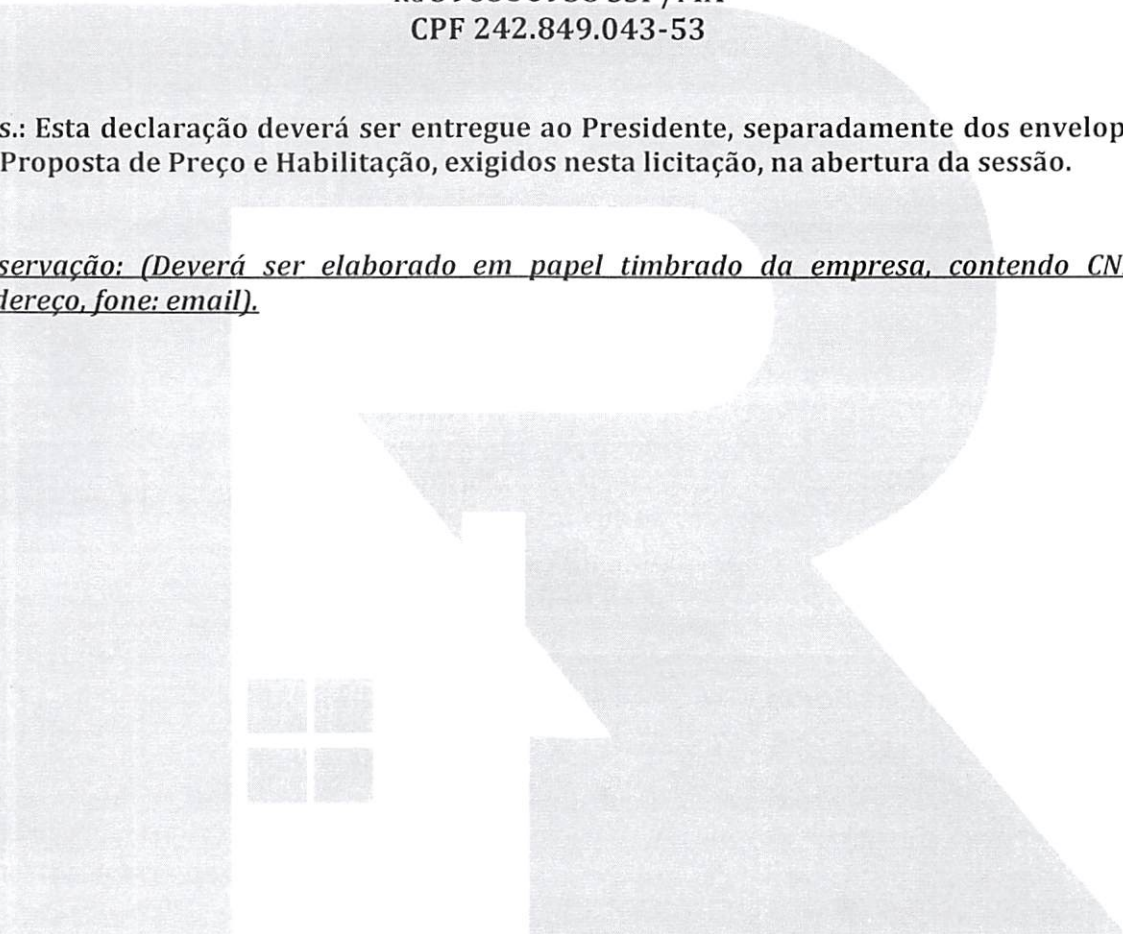 CPF 242.849.043-53
s.: Esta declaração deverá ser entregue ao Presidente, separadamente dos envelop
Proposta de Preço e Habilitação, exigidos nesta licitação, na abertura da sessão.
servação: (Deverá ser elaborado em papel timbrado da empresa, contendo CN
dereço, fone: email).